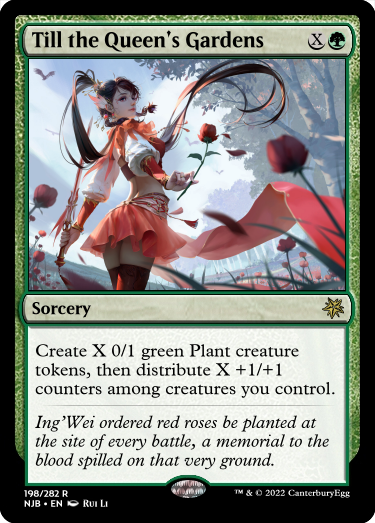 Till the Queen's Gardens X
Sorcery
Create X 0/1 green Plant creature
tokens, then distribute X +1/+1
counters among creatures you control.
Ing'Wei ordered red roses be planted at
the site of every battle, a memorial to the
blood spilled on that very ground.
198/282 R
NJB • EN Rui Li
™ & © 2022 CanterburyEgg